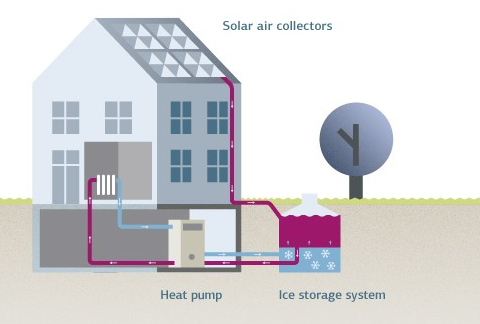 Solar air collectors
Heat pump
Ice storage system